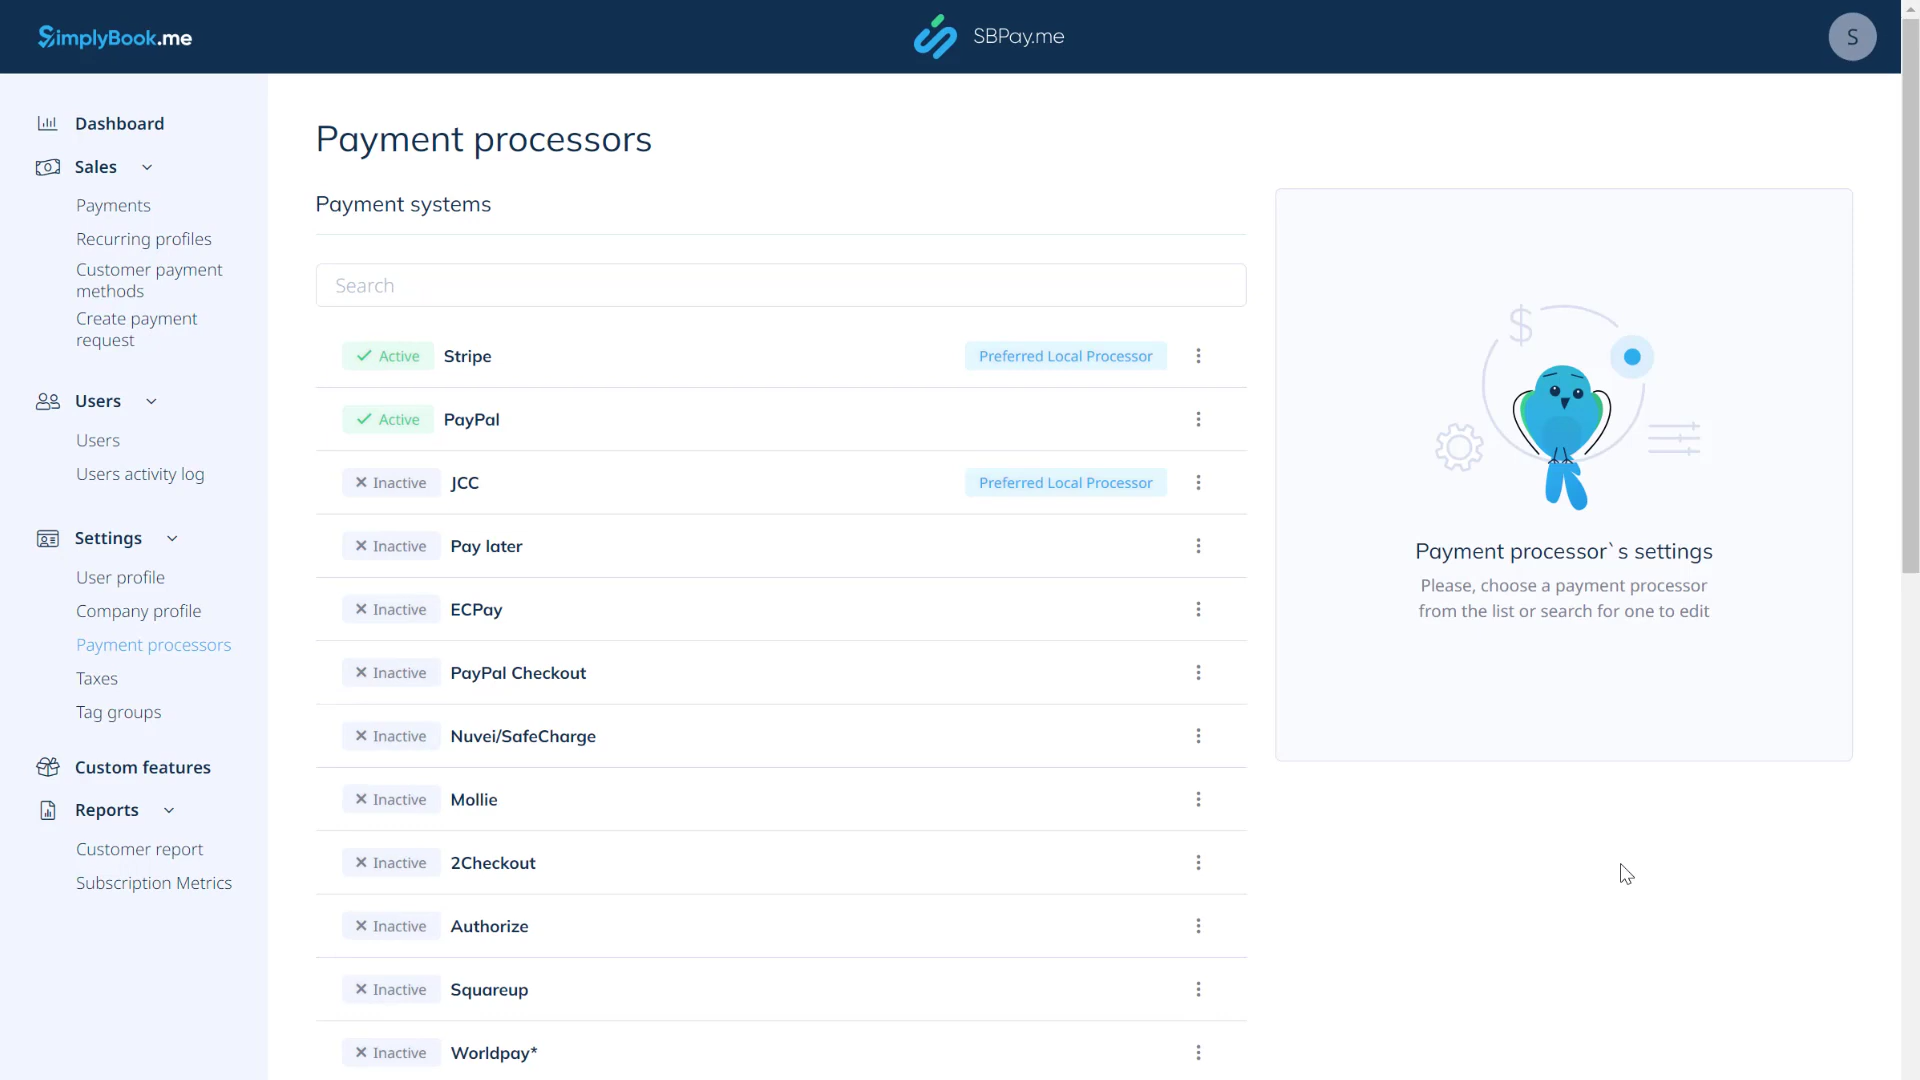 SimplyBook.me
SBPay.me
S
Dashboard
Sales
Payments
Recurring profiles
Customer payment
methods
Create payment
request
Users
Users
Users activity log
Settings
User profile
Company profile
Payment processors
Taxes
Tag groups
Custom features
Reports
Customer report
Subscription Metrics
Payment processors
Payment systems
Search
Active Stripe Preferred Local Processor
Active PayPal
Inactive JCC Preferred Local Processor
Inactive Pay later
Inactive ECPay
Inactive PayPal Checkout
Inactive Nuvei/SafeCharge
Inactive Mollie
Inactive 2Checkout
Inactive Authorize
Inactive Squareup
Inactive Worldpay*
$
Payment processor`s settings
Please, choose a payment processor
from the list or search for one to edit